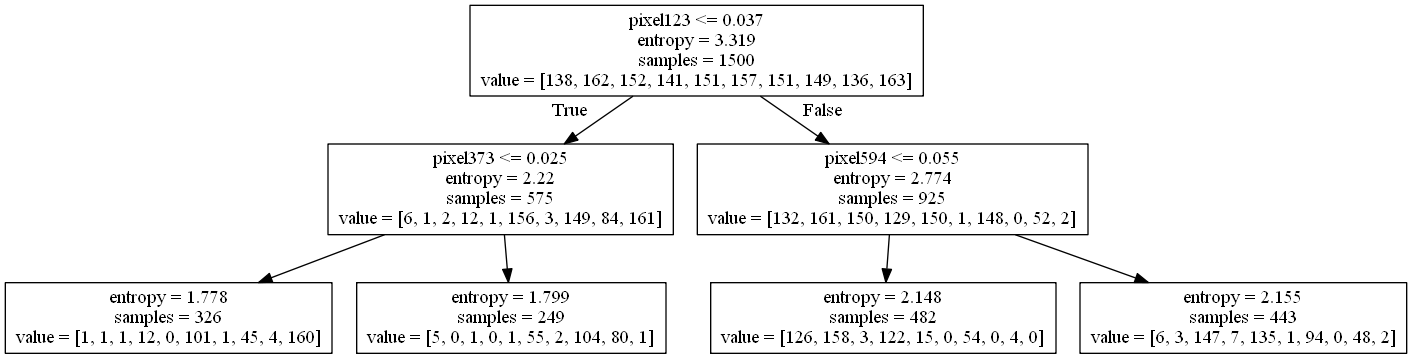 pixel123 <= 0.037
entropy = 3.319
samples = 1500
value = [138, 162, 152, 141, 151, 157, 151, 149, 136, 163]
True
False
pixel373 <= 0.025
entropy = 2.22
samples = 575
value = [6, 1, 2, 12, 1, 156, 3, 149, 84, 161]
pixel594 <= 0.055
entropy = 2.774
samples = 925
value = [132, 161, 150, 129, 150, 1, 148, 0, 52, 2]
entropy = 1.778
samples = 326
value = [1, 1, 1, 12, 0, 101, 1, 45, 4, 160]
entropy = 1.799
samples = 249
value = [5, 0, 1, 0, 1, 55, 2, 104, 80, 1]
entropy = 2.148
samples = 482
value = [126, 158, 3, 122, 15, 0, 54, 0, 4, 0]
entropy = 2.155
samples = 443
value = [6, 3, 147, 7, 135, 1, 94, 0, 48, 2]